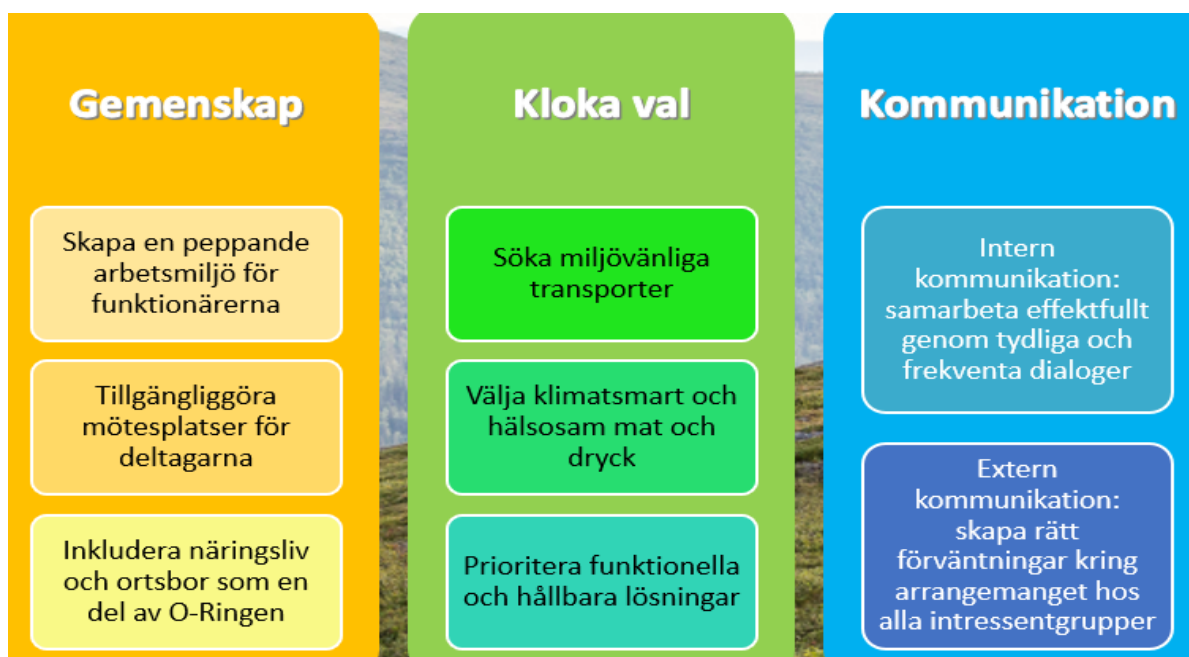 Gemenskap
Skapa en peppande
arbetsmiljö för
funktionärerna
Tillgängliggöra
mötesplatser för
deltagarna
Inkludera näringsliv
och ortsbor som en
del av O-Ringen
Kloka val
Söka miljövänliga
transporter
Välja klimatsmart och
hälsosam mat och
dryck
Prioritera funktionella
och hållbara lösningar
Kommunikation
Intern
kommunikation:
samarbeta effektfullt
genom tydliga och
frekventa dialoger
Extern
kommunikation:
skapa rätt
förväntningar kring
arrangemanget hos
alla intressentgrupper